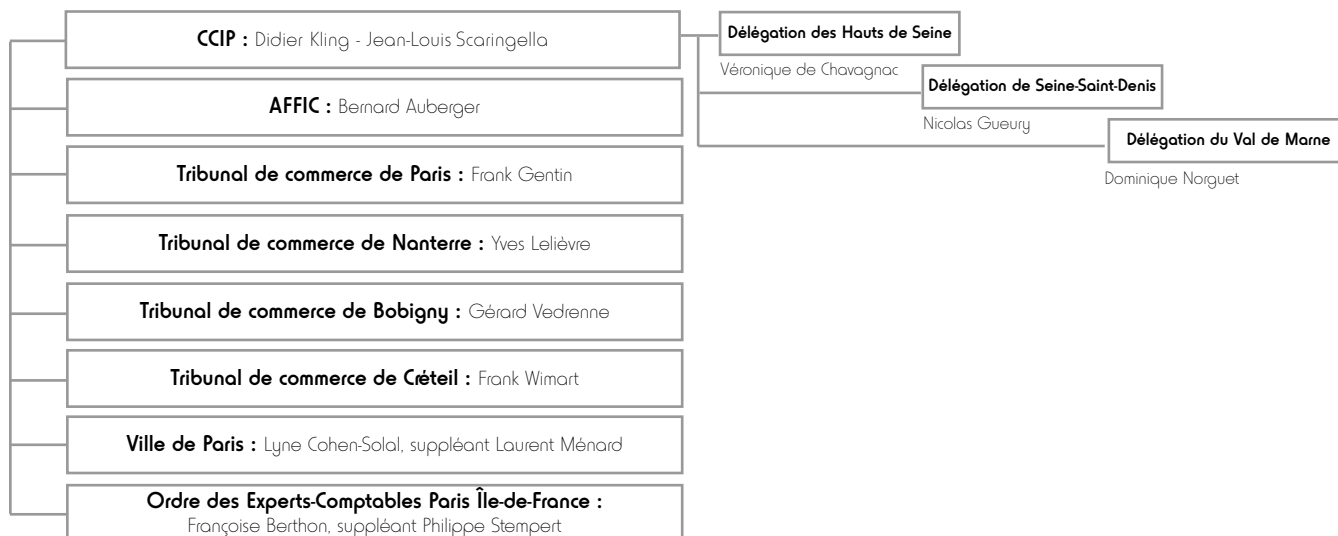 CCIP : Didier Kling - Jean-Louis Scaringella
Délégation des Hauts de Seine
Véronique de Chavagnac
Délégation de Seine-Saint-Denis
Nicolas Gueury
Délégation du Val de Marne
Dominique Norguet
AFFIC : Bernard Auberger
Tribunal de commerce de Paris : Frank Gentin
Tribunal de commerce de Nanterre : Yves Lelièvre
Tribunal de commerce de Bobigny : Gérard Vedrenne
Tribunal de commerce de Créteil : Frank Wimart
Ville de Paris : Lyne Cohen-Solal, suppléant Laurent Ménard
Ordre des Experts-Comptables Paris Île-de-France :
Françoise Berthon, suppléant Philippe Stempert